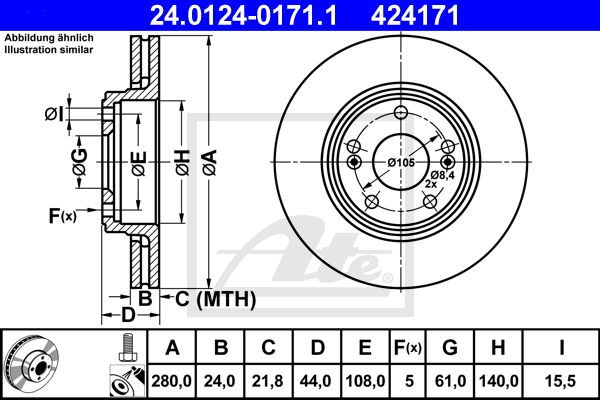 24.0124-0171.1 424171
Abbildung ähnlich
Illustration similar
ØI
ØG
ØE
ØH
ØA
F(x)
B
C (MTH)
D
Ø105
Ø8,4
2x
Ate
A B C D E F(x) G H I
280,0 24,0 21,8 44,0 108,0 5 61,0 140,0 15,5